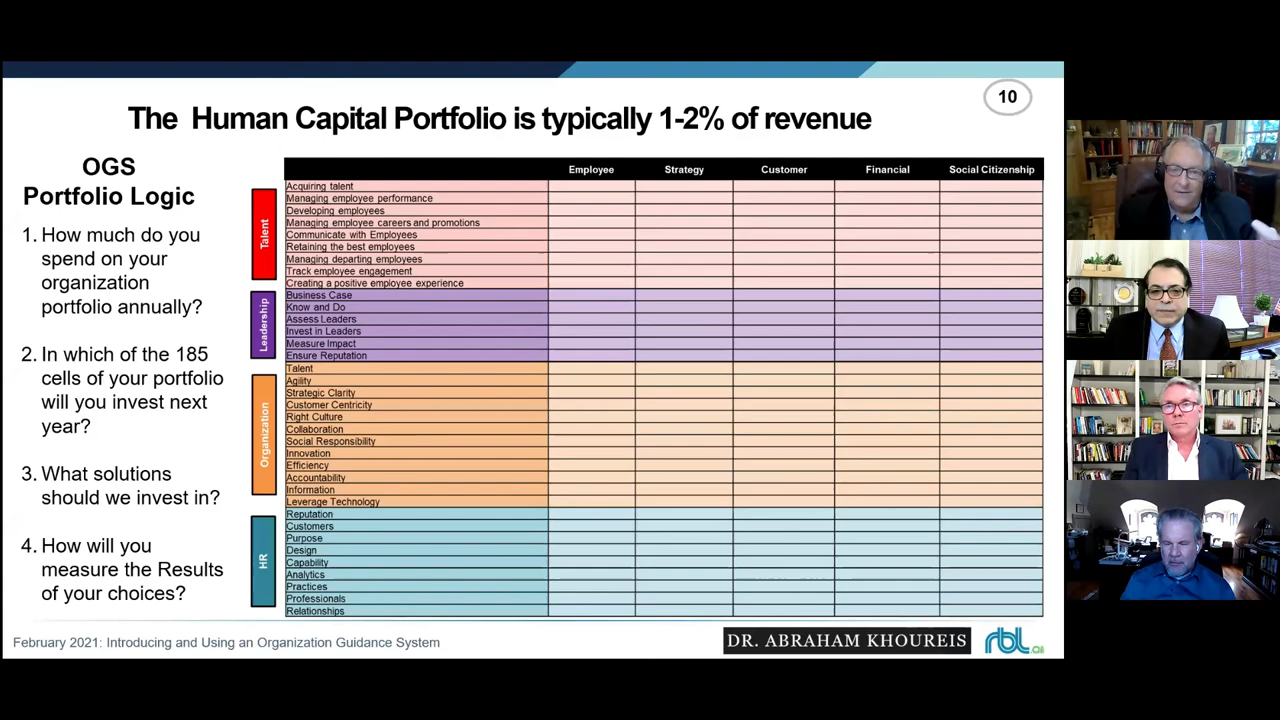 10
The Human Capital Portfolio is typically 1-2% of revenue
OGS
Portfolio Logic
1. How much do you
spend on your
organization
portfolio annually?
2. In which of the 185
cells of your portfolio
will you invest next
year?
3. What solutions
should we invest in?
4. How will you
measure the Results
of your choices?
Employee Strategy Customer Financial Social Citizenship
Talent
Acquiring talent
Managing employee performance
Developing employees
Managing employee careers and promotions
Communicate with Employees
Retaining the best employees
Managing departing employees
Track employee engagement
Creating a positive employee experience
Leadership
Business Case
Know and Do
Assess Leaders
Invest in Leaders
Measure Impact
Ensure Reputation
Organization
Talent
Agility
Strategic Clarity
Customer Centricity
Right Culture
Collaboration
Social Responsibility
Innovation
Efficiency
Accountability
Information
Leverage Technology
HR
Reputation
Customers
Purpose
Design
Capability
Analytics
Practices
Professionals
Relationships
February 2021: Introducing and Using an Organization Guidance System
DR. ABRAHAM KHOUREIS
rbl.ai